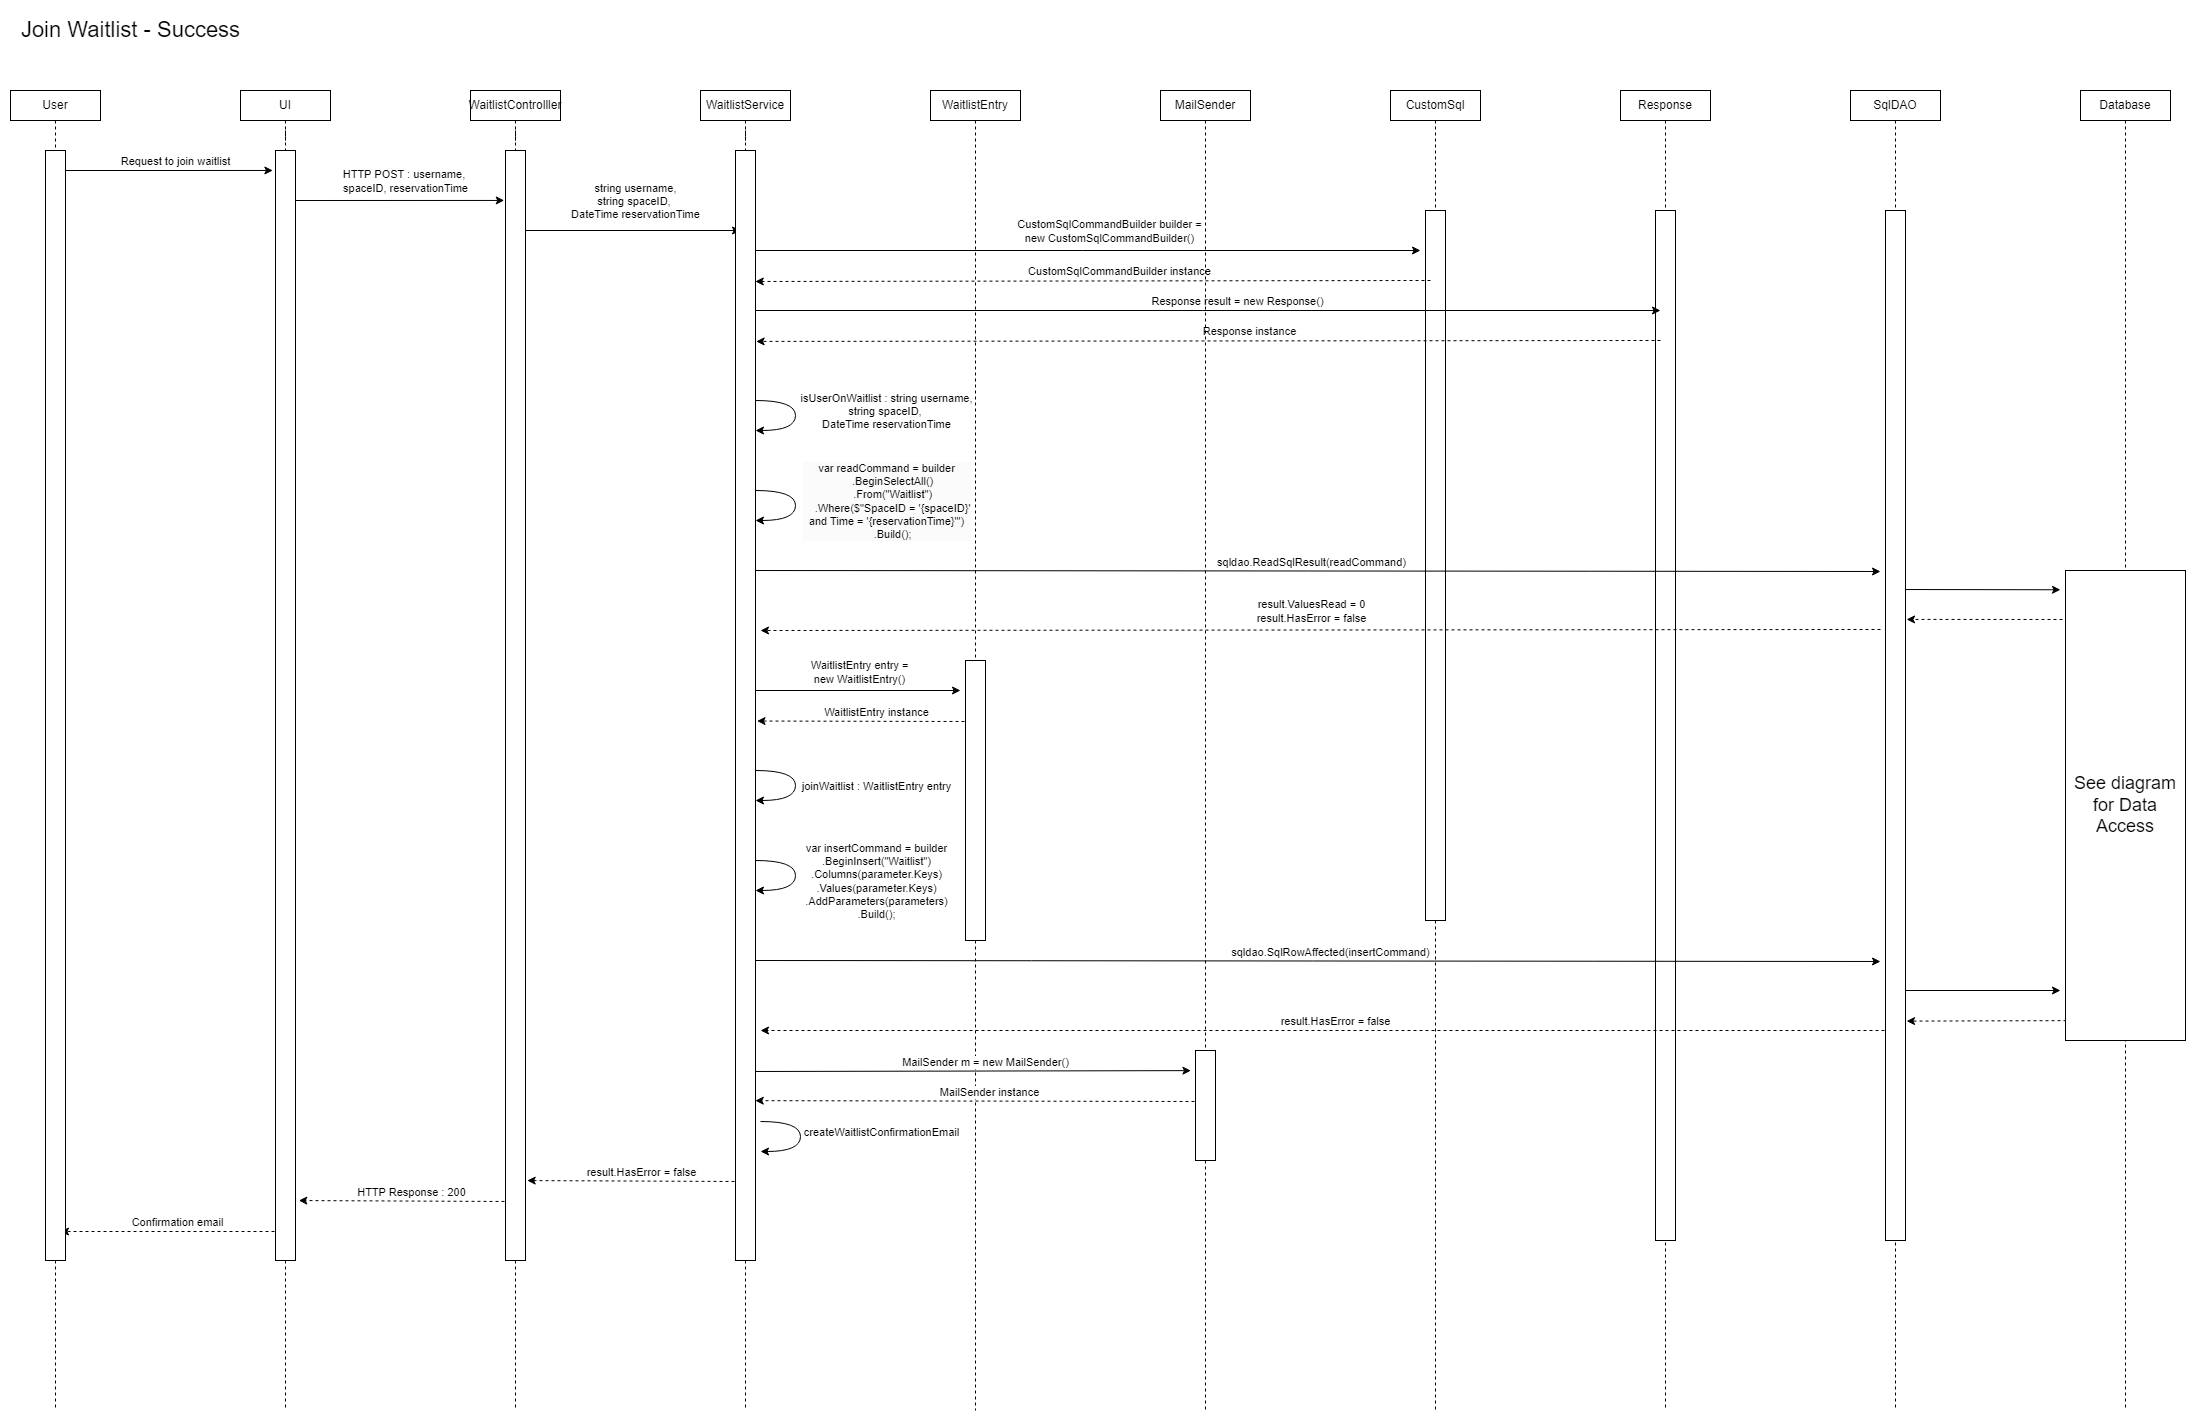 Join Waitlist - Success
User
UI
WaitlistControlller
WaitlistService
WaitlistEntry
MailSender
CustomSql
Response
SqlDAO
Database
Request to join waitlist
HTTP POST : username,
spaceID, reservationTime
string username,
string spaceID,
DateTime reservationTime
CustomSqlCommandBuilder builder =
new CustomSqlCommandBuilder()
CustomSqlCommandBuilder instance
Response result = new Response()
Response instance
isUserOnWaitlist : string username,
string spaceID,
DateTime reservationTime
var readCommand = builder
.BeginSelectAll()
.From("Waitlist")
.Where($"SpaceID = '{spaceID}'
and Time = '{reservationTime}'")
.Build();
sqldao.ReadSqlResult(readCommand)
result.ValuesRead = 0
result.HasError = false
WaitlistEntry entry =
new WaitlistEntry()
WaitlistEntry instance
joinWaitlist : WaitlistEntry entry
See diagram
for Data
Access
var insertCommand = builder
.BeginInsert("Waitlist")
.Columns(parameter.Keys)
.Values(parameter.Keys)
.AddParameters(parameters)
.Build();
sqldao.SqlRowAffected(insertCommand)
result.HasError = false
MailSender m = new MailSender()
MailSender instance
createWaitlistConfirmationEmail
result.HasError = false
HTTP Response : 200
Confirmation email